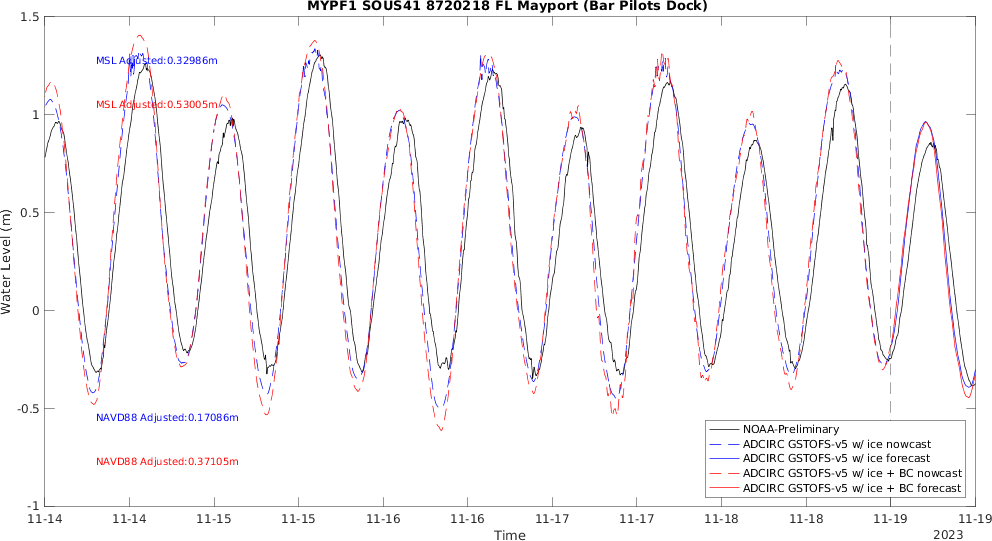 MYPF1 SOUS41 8720218 FL Mayport (Bar Pilots Dock)
1.5
1
0.5
0
-0.5
-1
Water Level (m)
MSL Adjusted:0.32986m
MSL Adjusted:0.53005m
NAVD88 Adjusted:0.17086m
NAVD88 Adjusted:0.37105m
NOAA-Preliminary
ADCIRC GSTOFS-v5 w/ ice nowcast
ADCIRC GSTOFS-v5 w/ ice forecast
ADCIRC GSTOFS-v5 w/ ice + BC nowcast
ADCIRC GSTOFS-v5 w/ ice + BC forecast
11-14 11-14 11-15 11-15 11-16 11-16 11-17 11-17 11-18 11-18 11-19 11-19
Time
2023